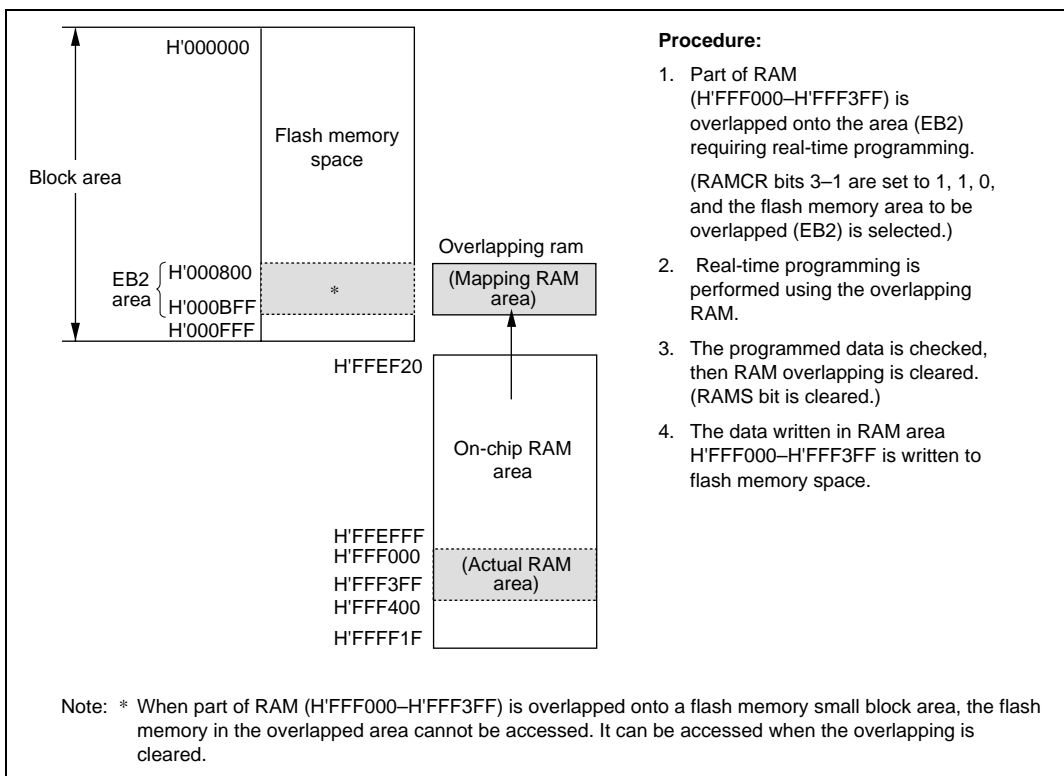 H'000000
Flash memory
space
Block area
EB2
area
H'000800
H'000BFF
H'000FFF
*
Overlapping ram
(Mapping RAM
area)
H'FFEF20
On-chip RAM
area
H'FFEFFF
H'FFF000
H'FFF3FF
H'FFF400
H'FFFF1F
(Actual RAM
area)
Procedure:
1. Part of RAM
(H'FFF000–H'FFF3FF) is
overlapped onto the area (EB2)
requiring real-time programming.
(RAMCR bits 3–1 are set to 1, 1, 0,
and the flash memory area to be
overlapped (EB2) is selected.)
2. Real-time programming is
performed using the overlapping
RAM.
3. The programmed data is checked,
then RAM overlapping is cleared.
(RAMS bit is cleared.)
4. The data written in RAM area
H'FFF000–H'FFF3FF is written to
flash memory space.
Note: * When part of RAM (H'FFF000–H'FFF3FF) is overlapped onto a flash memory small block area, the flash
memory in the overlapped area cannot be accessed. It can be accessed when the overlapping is
cleared.